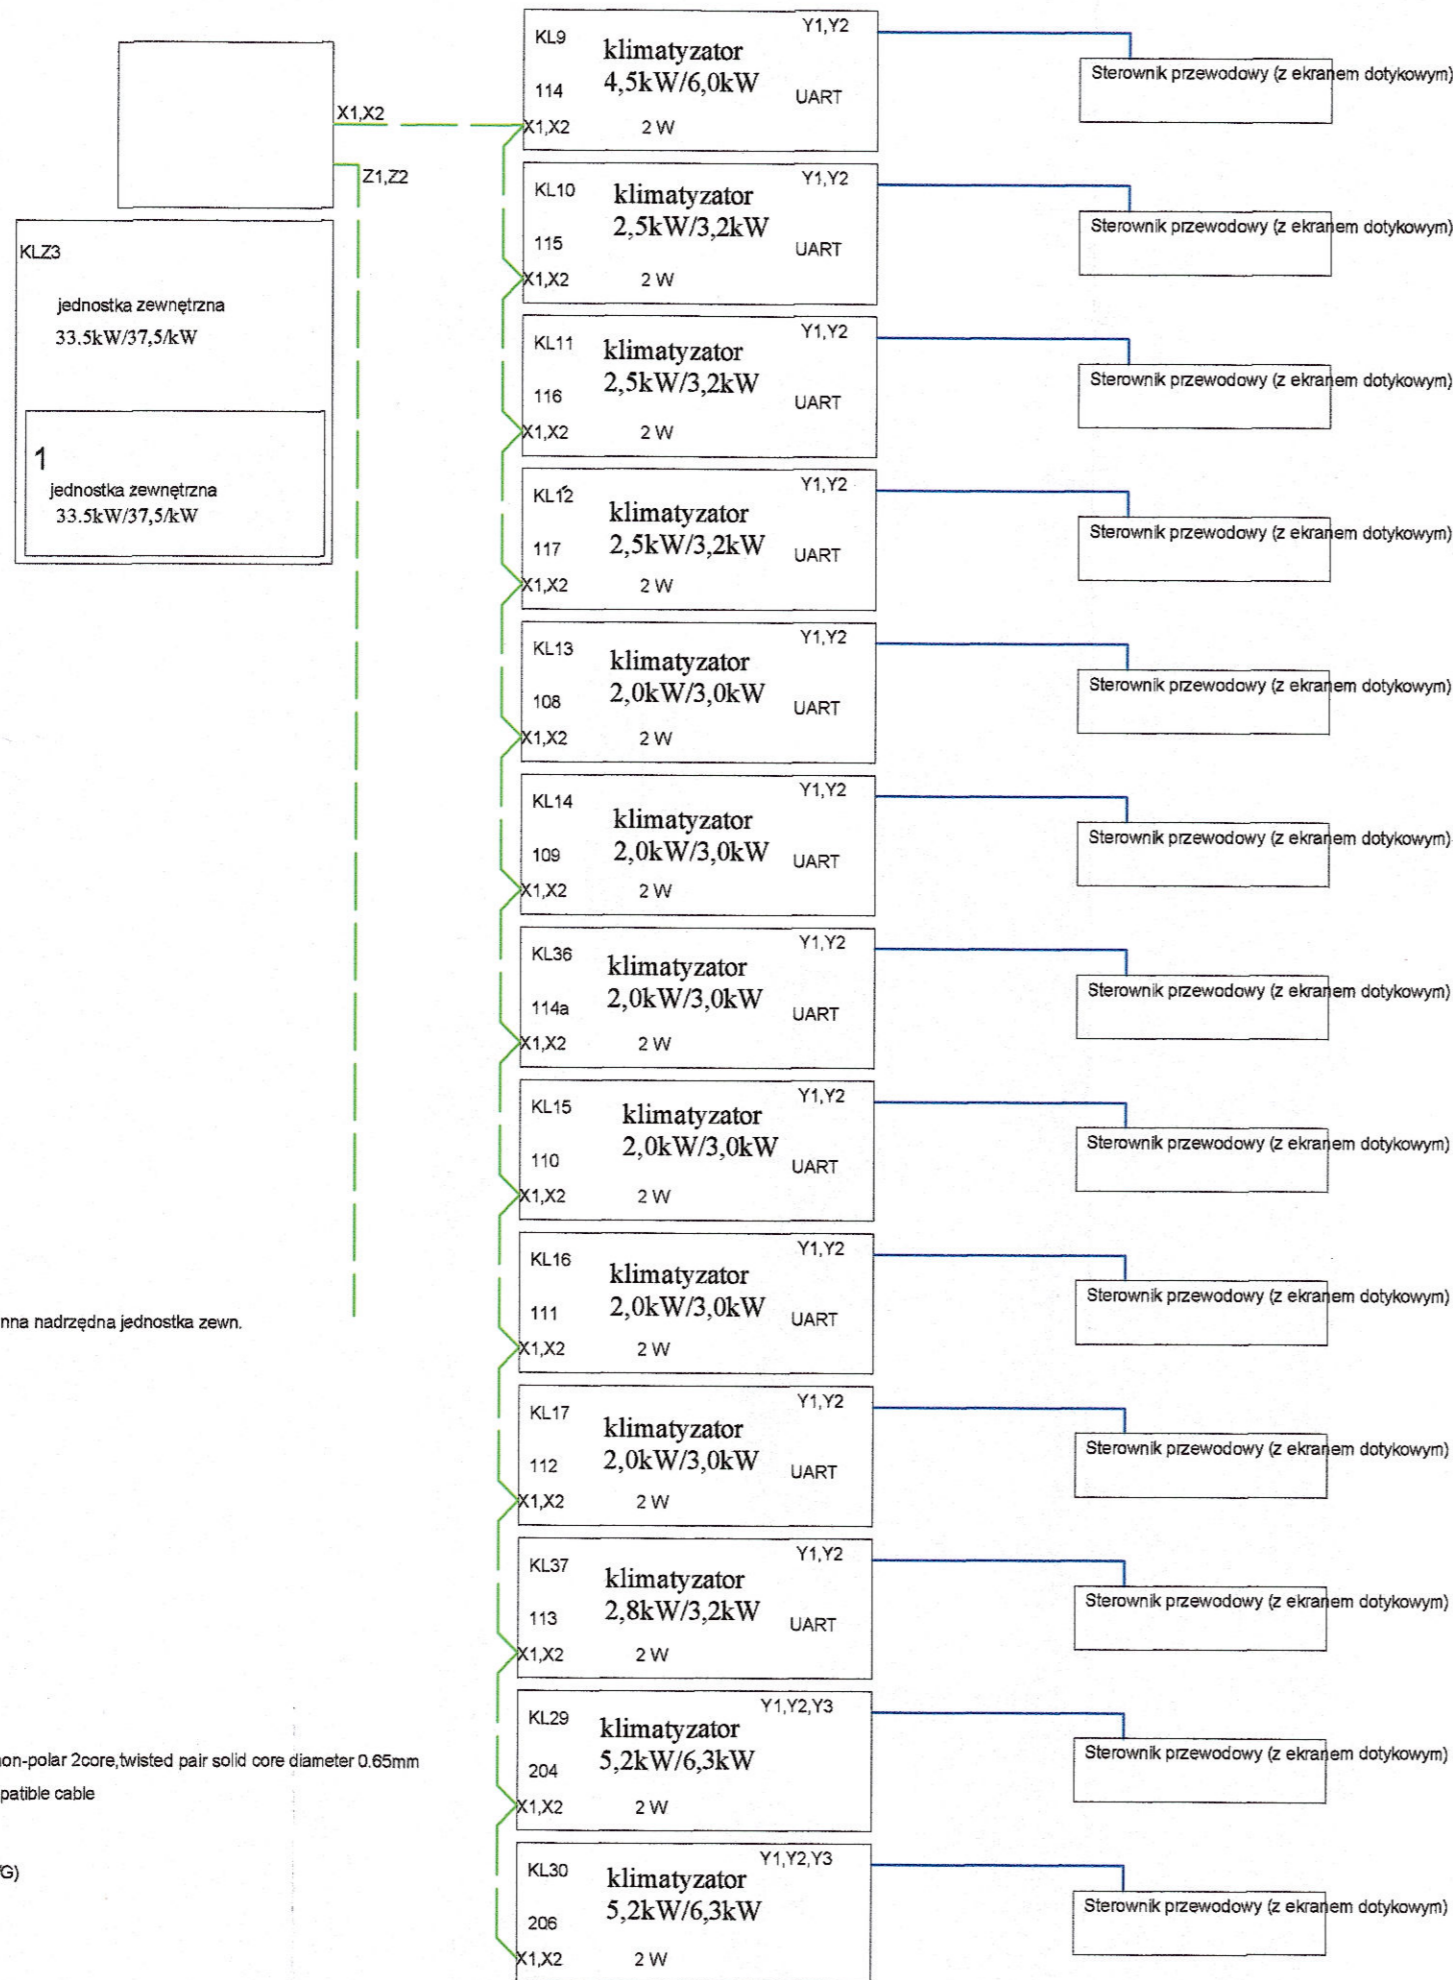 X1,X2
Z1,Z2
KLZ3
jednostka zewnętrzna
33.5kW/37,5/kW
1
jednostka zewnętrzna
33.5kW/37,5/kW
KL9
klimatyzator
4,5kW/6,0kW
Y1,Y2
114
UART
X1,X2
2 W
Sterownik przewodowy (z ekranem dotykowym)
KL10
klimatyzator
2,5kW/3,2kW
Y1,Y2
115
UART
X1,X2
2 W
Sterownik przewodowy (z ekranem dotykowym)
KL11
klimatyzator
2,5kW/3,2kW
Y1,Y2
116
UART
X1,X2
2 W
Sterownik przewodowy (z ekranem dotykowym)
KL12
klimatyzator
2,5kW/3,2kW
Y1,Y2
117
UART
X1,X2
2 W
Sterownik przewodowy (z ekranem dotykowym)
KL13
klimatyzator
2,0kW/3,0kW
Y1,Y2
108
UART
X1,X2
2 W
Sterownik przewodowy (z ekranem dotykowym)
KL14
klimatyzator
2,0kW/3,0kW
Y1,Y2
109
UART
X1,X2
2 W
Sterownik przewodowy (z ekranem dotykowym)
KL36
klimatyzator
2,0kW/3,0kW
Y1,Y2
114a
UART
X1,X2
2 W
Sterownik przewodowy (z ekranem dotykowym)
KL15
klimatyzator
2,0kW/3,0kW
Y1,Y2
110
UART
X1,X2
2 W
Sterownik przewodowy (z ekranem dotykowym)
KL16
klimatyzator
2,0kW/3,0kW
Y1,Y2
111
UART
X1,X2
2 W
Sterownik przewodowy (z ekranem dotykowym)
nna nadrzędna jednostka zewn.
KL17
klimatyzator
2,0kW/3,0kW
Y1,Y2
112
UART
X1,X2
2 W
Sterownik przewodowy (z ekranem dotykowym)
KL37
klimatyzator
2,8kW/3,2kW
Y1,Y2
113
UART
X1,X2
2 W
Sterownik przewodowy (z ekranem dotykowym)
KL29
klimatyzator
5,2kW/6,3kW
Y1,Y2,Y3
204
X1,X2
2 W
Sterownik przewodowy (z ekranem dotykowym)
non-polar 2core,twisted pair solid core diameter 0.65mm
patible cable
G)
KL30
klimatyzator
5,2kW/6,3kW
Y1,Y2,Y3
206
X1,X2
2 W
Sterownik przewodowy (z ekranem dotykowym)